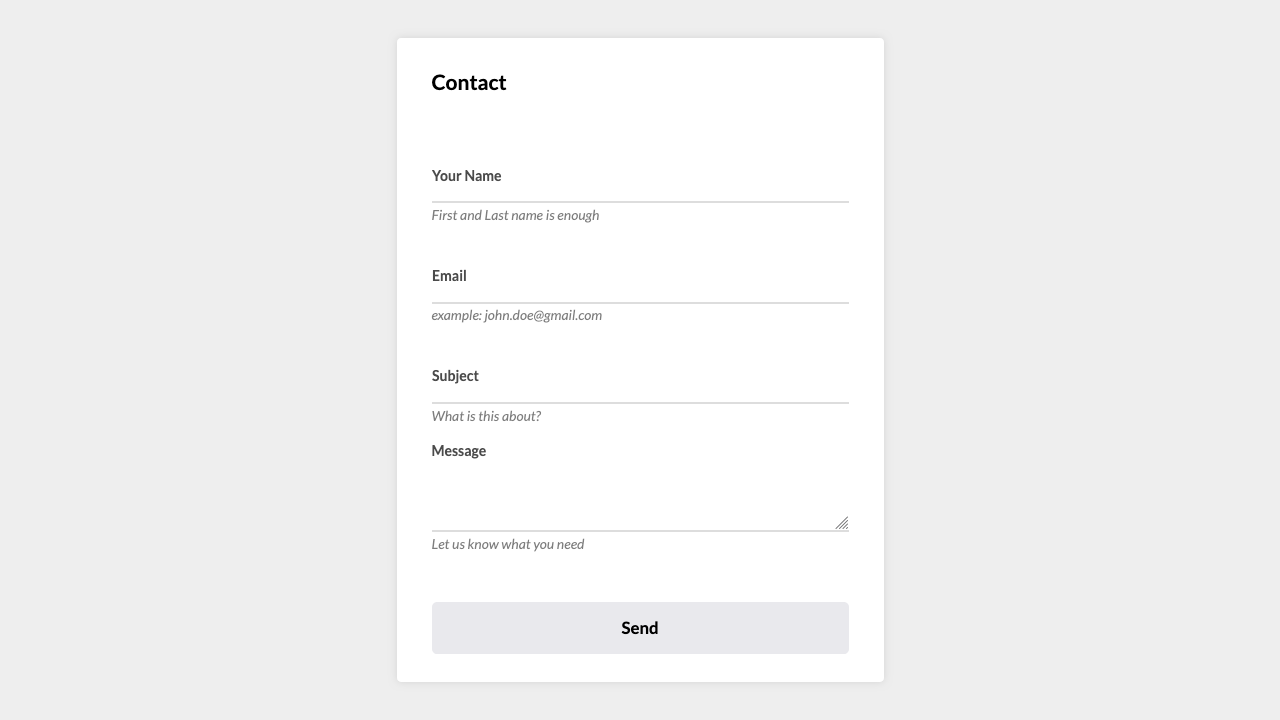 Contact
Your Name
First and Last name is enough
Email
example: john.doe@gmail.com
Subject
What is this about?
Message
Let us know what you need
Send